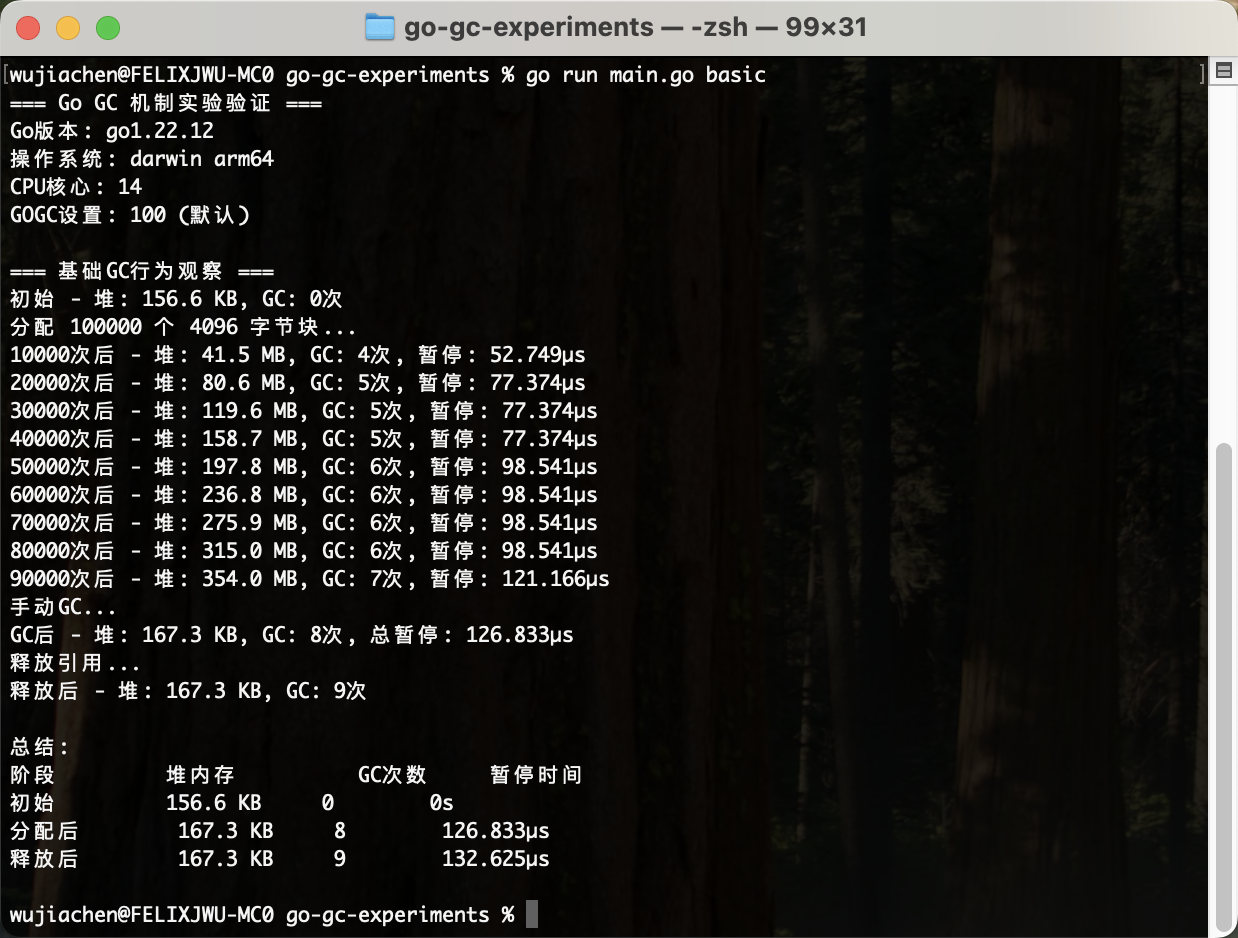 go-gc-experiments — -zsh — 99×31
wujiachen@FELIXJWU-MC0 go-gc-experiments % go run main.go basic
=== Go GC 机制实验验证 ===
Go版本: go1.22.12
操作系统: darwin arm64
CPU核心: 14
GOGC设置: 100 (默认)
=== 基础GC行为观察 ===
初始 - 堆: 156.6 KB, GC: 0次
分配 100000 个 4096 字节块...
10000次后 - 堆: 41.5 MB, GC: 4次, 暂停: 52.749µs
20000次后 - 堆: 80.6 MB, GC: 5次, 暂停: 77.374µs
30000次后 - 堆: 119.6 MB, GC: 5次, 暂停: 77.374µs
40000次后 - 堆: 158.7 MB, GC: 5次, 暂停: 77.374µs
50000次后 - 堆: 197.8 MB, GC: 6次, 暂停: 98.541µs
60000次后 - 堆: 236.8 MB, GC: 6次, 暂停: 98.541µs
70000次后 - 堆: 275.9 MB, GC: 6次, 暂停: 98.541µs
80000次后 - 堆: 315.0 MB, GC: 6次, 暂停: 98.541µs
90000次后 - 堆: 354.0 MB, GC: 7次, 暂停: 121.166µs
手动GC...
GC后 - 堆: 167.3 KB, GC: 8次, 总暂停: 126.833µs
释放引用...
释放后 - 堆: 167.3 KB, GC: 9次
总结:
阶段 堆内存 GC次数 暂停时间
初始 156.6 KB 0 0s
分配后 167.3 KB 8 126.833µs
释放后 167.3 KB 9 132.625µs
wujiachen@FELIXJWU-MC0 go-gc-experiments %